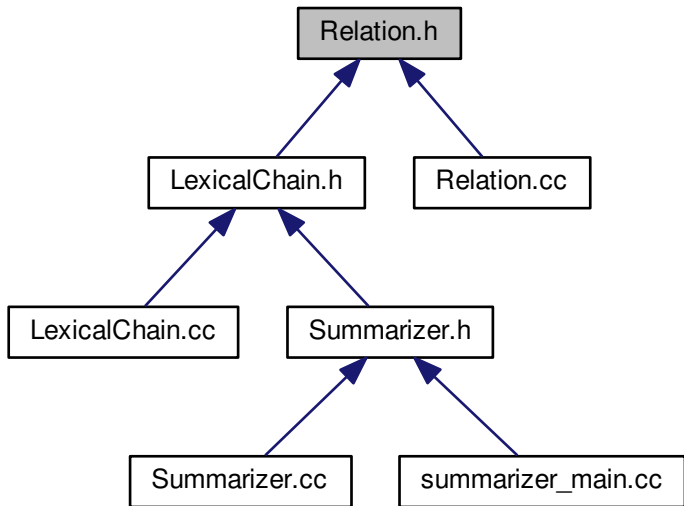 Relation.h
LexicalChain.h
Relation.cc
LexicalChain.cc
Summarizer.h
Summarizer.cc
summarizer_main.cc